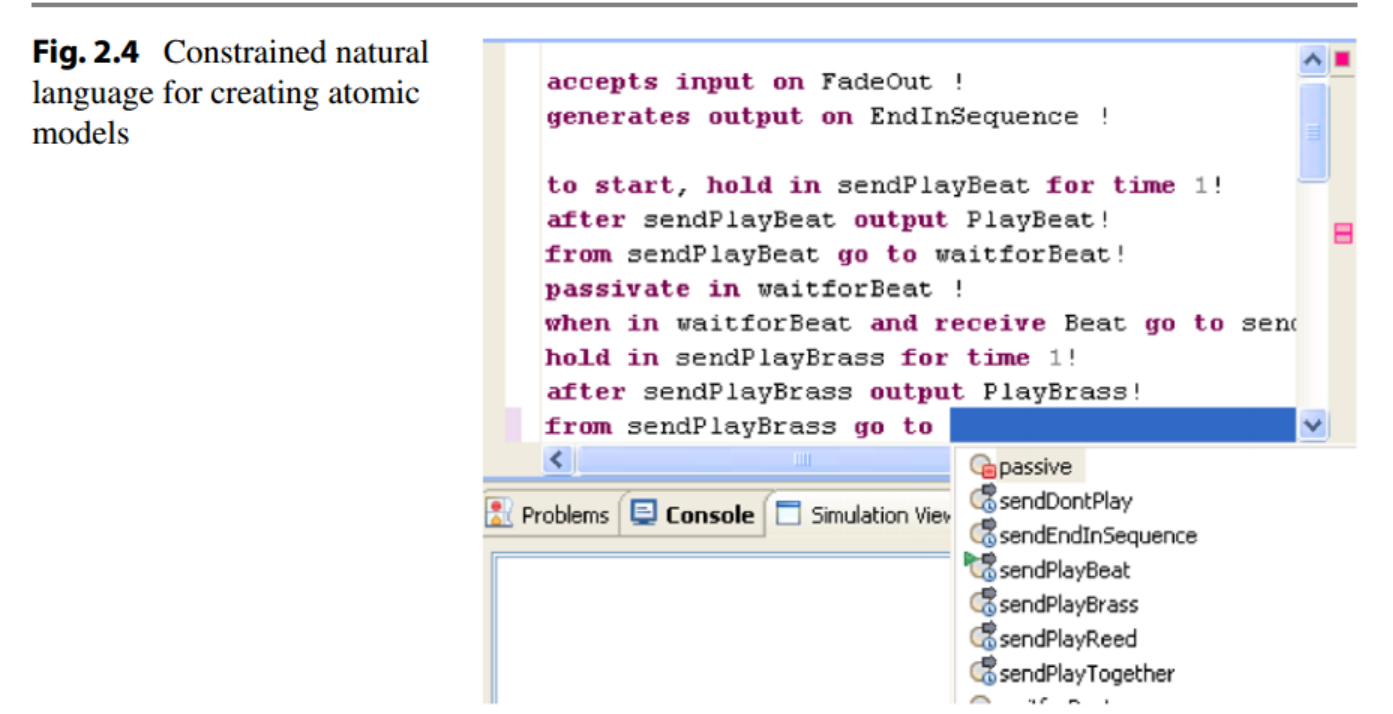 Fig. 2.4 Constrained natural
language for creating atomic
models
accepts input on FadeOut !
generates output on EndInSequence !
to start, hold in sendPlayBeat for time 1!
after sendPlayBeat output PlayBeat!
from sendPlayBeat go to waitforBeat!
passivate in waitforBeat !
when in waitforBeat and receive Beat go to send
hold in sendPlayBrass for time 1!
after sendPlayBrass output PlayBrass!
from sendPlayBrass go to
passive
sendDontPlay
sendEndInSequence
sendPlayBeat
sendPlayBrass
sendPlayReed
sendPlayTogether
Problems Console Simulation View